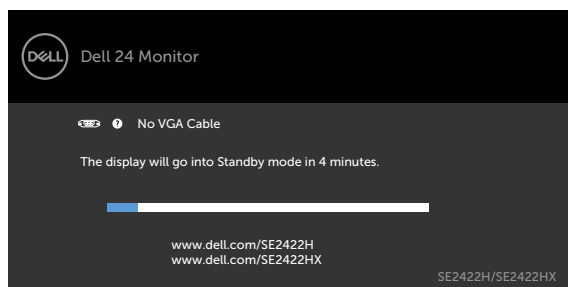 DELL Dell 24 Monitor
? No VGA Cable
The display will go into Standby mode in 4 minutes.
www.dell.com/SE2422H
www.dell.com/SE2422HX
SE2422H/SE2422HX